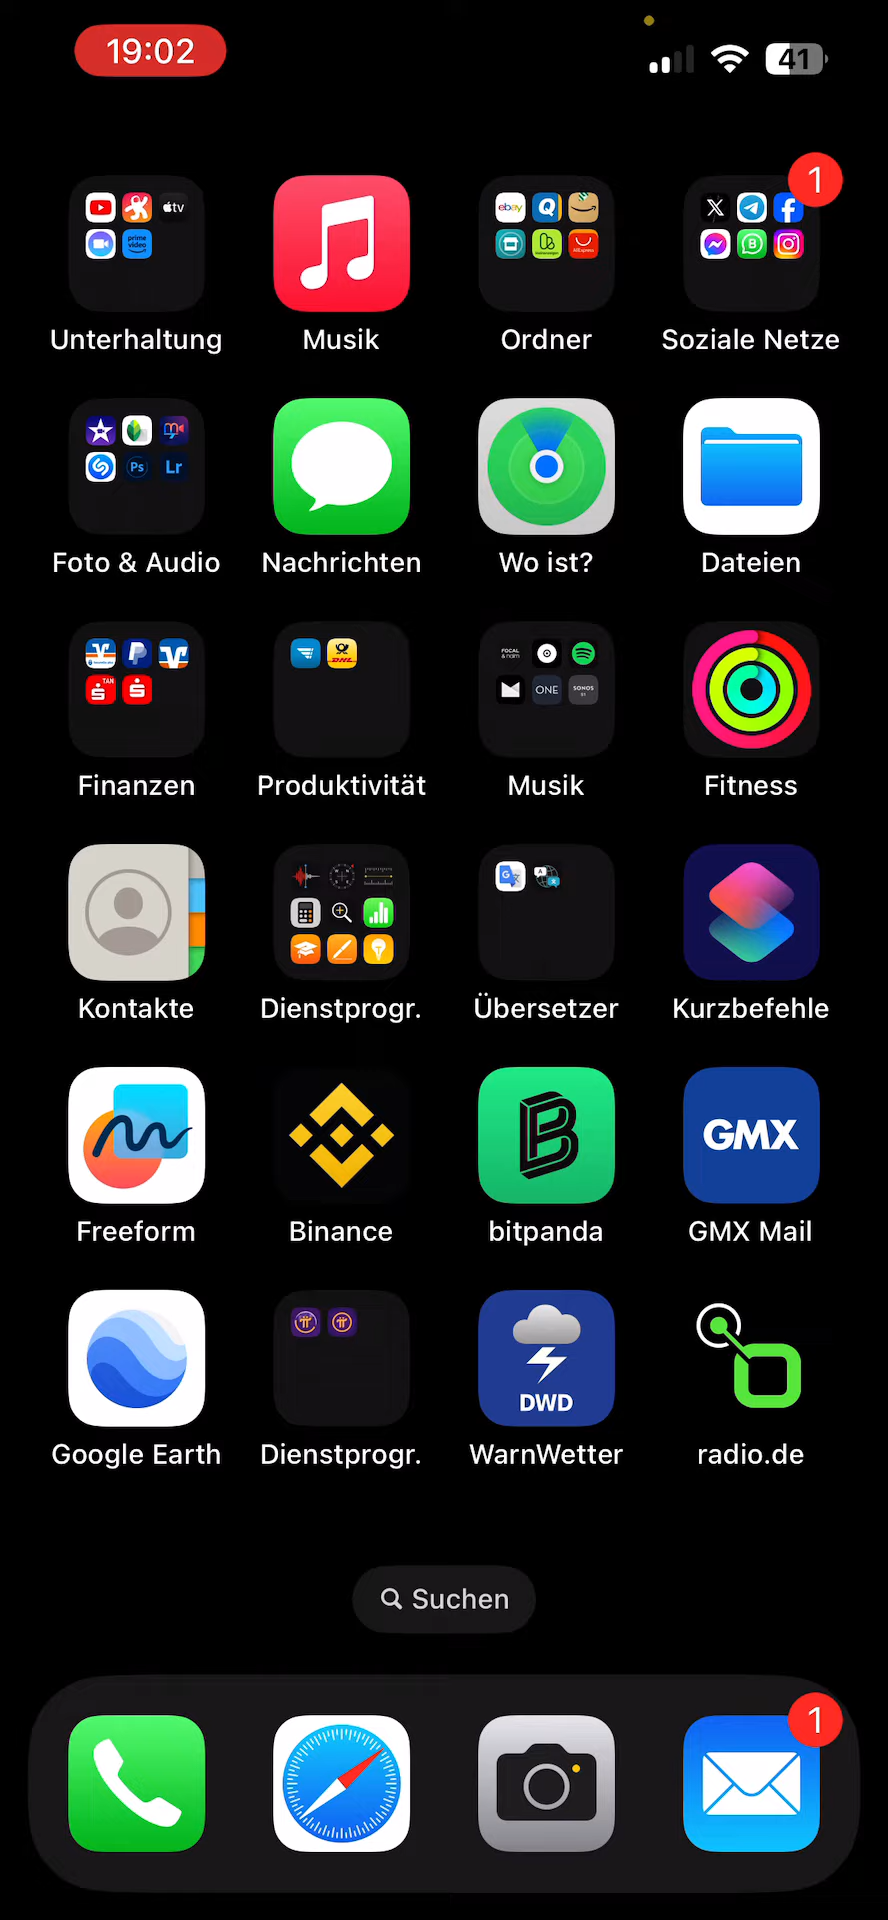 19:02
41
1
Unterhaltung
Musik
Ordner
Soziale Netze
Foto & Audio
Nachrichten
Wo ist?
Dateien
Finanzen
Produktivität
Musik
Fitness
Kontakte
Dienstprogr.
Übersetzer
Kurzbefehle
GMX
Freeform
Binance
bitpanda
GMX Mail
DWD
Google Earth
Dienstprogr.
WarnWetter
radio.de
Suchen
1